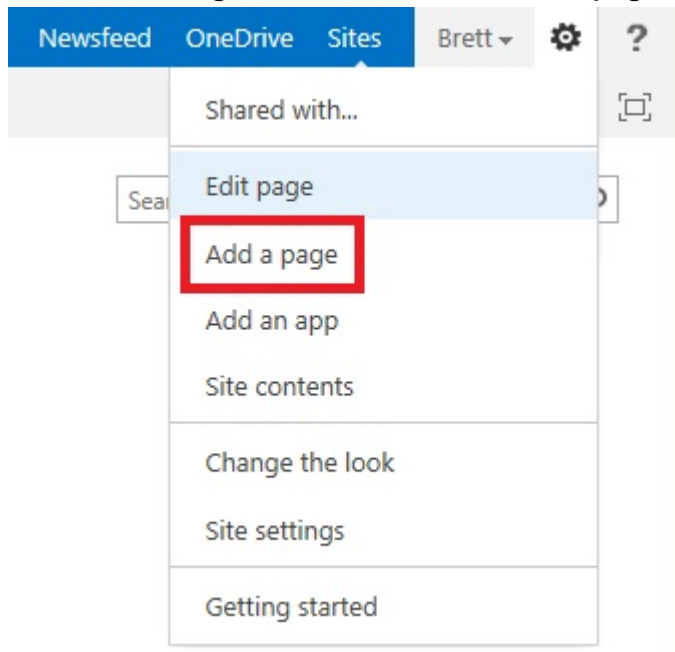 Newsfeed OneDrive Sites Brett ?
Shared with...
Edit page
Sea
Add a page
Add an app
Site contents
Change the look
Site settings
Getting started